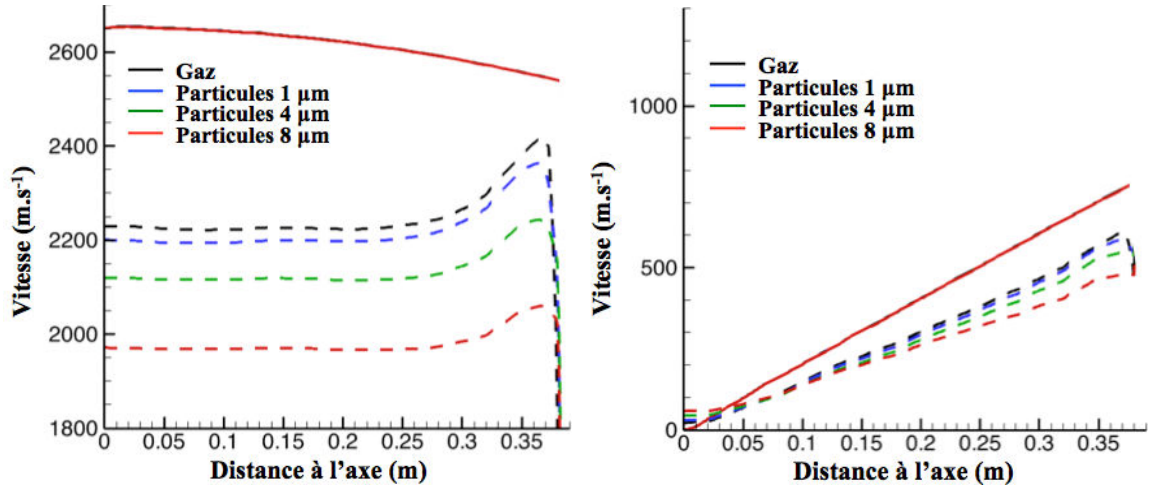 2600
2400
2200
2000
1800
Vitesse (m.s-1)
Gaz
Particules 1 µm
Particules 4 µm
Particules 8 µm
0 0.05 0.1 0.15 0.2 0.25 0.3 0.35
Distance à l'axe (m)
1000
500
0
Vitesse (m.s-1)
Gaz
Particules 1 µm
Particules 4 µm
Particules 8 µm
0 0.05 0.1 0.15 0.2 0.25 0.3 0.35
Distance à l'axe (m)